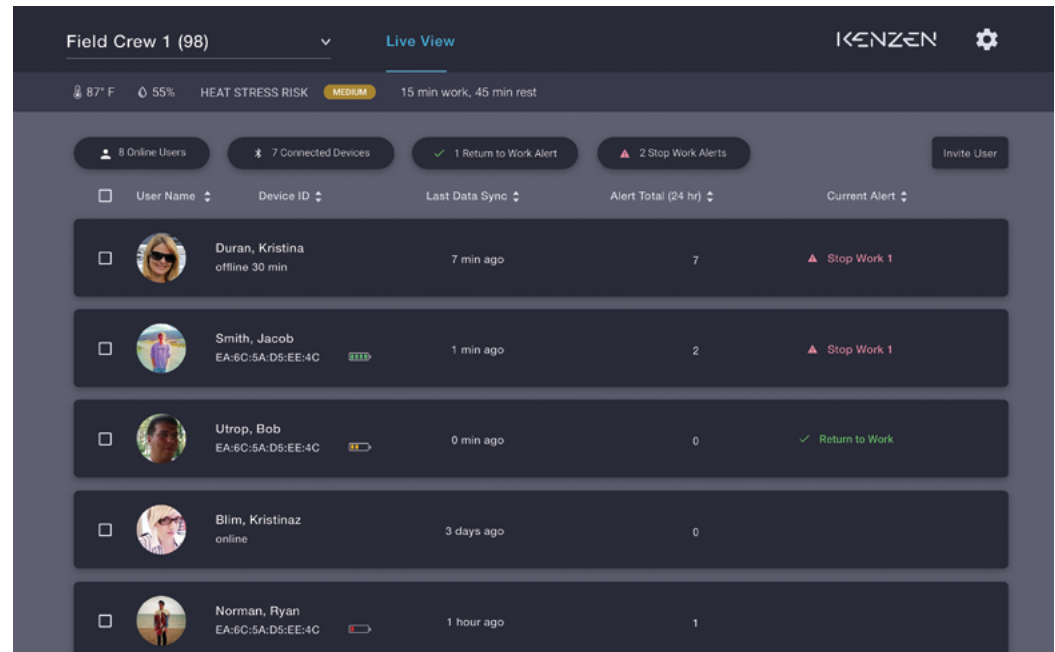 Field Crew 1 (98)
Live View
KENZEN
87° F
55%
HEAT STRESS RISK
MEDIUM
15 min work, 45 min rest
8 Online Users
7 Connected Devices
1 Return to Work Alert
2 Stop Work Alerts
Invite User
User Name
Device ID
Last Data Sync
Alert Total (24 hr)
Current Alert
Duran, Kristina
offline 30 min
7 min ago
7
Stop Work 1
Smith, Jacob
EA:6C:5A:D5:EE:4C
1 min ago
2
Stop Work 1
Utrop, Bob
EA:6C:5A:D5:EE:4C
0 min ago
0
Return to Work
Blim, Kristinaz
online
3 days ago
0
Norman, Ryan
EA:6C:5A:D5:EE:4C
1 hour ago
1